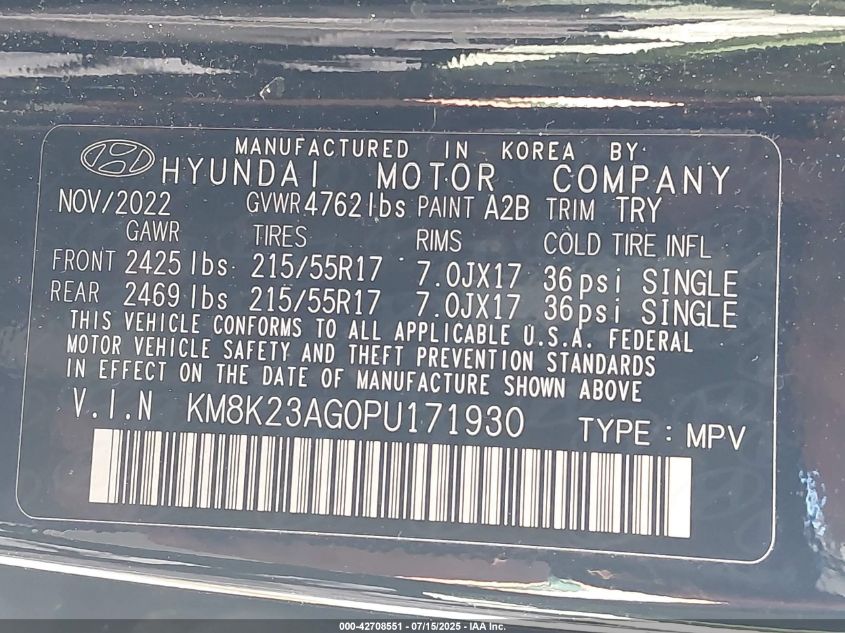 MANUFACTURED IN KOREA BY:
HYUNDAI MOTOR COMPANY
NOV/2022 GVWR 4762 lbs PAINT A2B TRIM TRY
GAWR TIRES RIMS COLD TIRE INFL
FRONT 2425 lbs 215/55R17 7.0JX17 36psi SINGLE
REAR 2469 lbs 215/55R17 7.0JX17 36psi SINGLE
THIS VEHICLE CONFORMS TO ALL APPLICABLE U.S.A. FEDERAL
MOTOR VEHICLE SAFETY AND THEFT PREVENTION STANDARDS
IN EFFECT ON THE DATE OF MANUFACTURE SHOWN ABOVE
V.I.N KM8K23AG0PU171930 TYPE : MPV
000-42708551 - 07/15/2025 - IAA Inc.